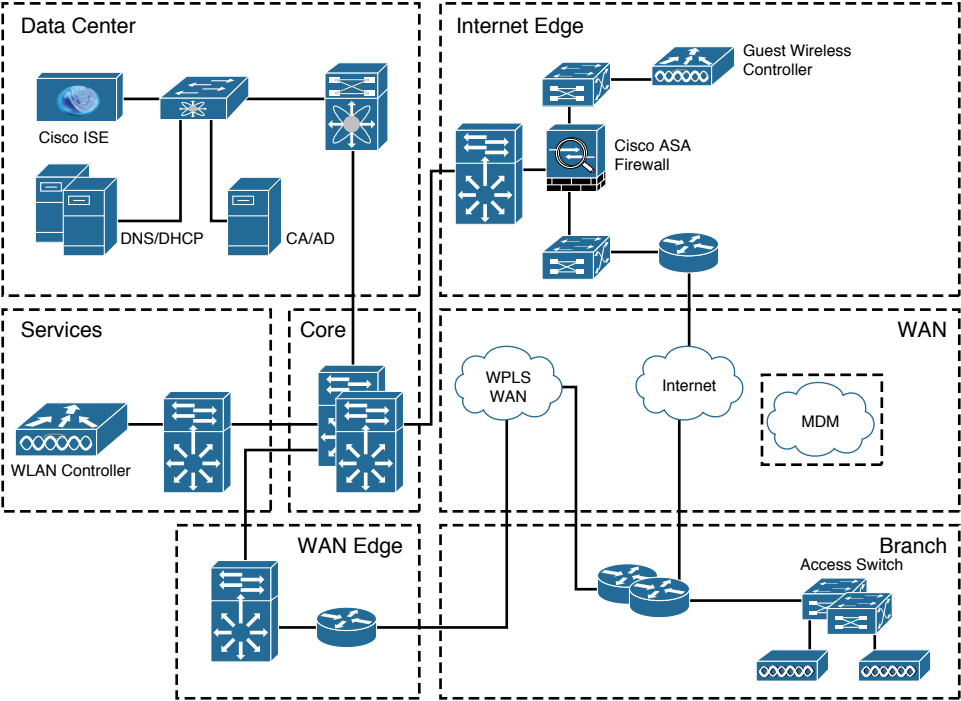 Data Center
Cisco ISE
DNS/DHCP
CA/AD
Internet Edge
Guest Wireless
Controller
Cisco ASA
Firewall
Services
WLAN Controller
Core
WAN
WPLS
WAN
Internet
MDM
WAN Edge
Branch
Access Switch